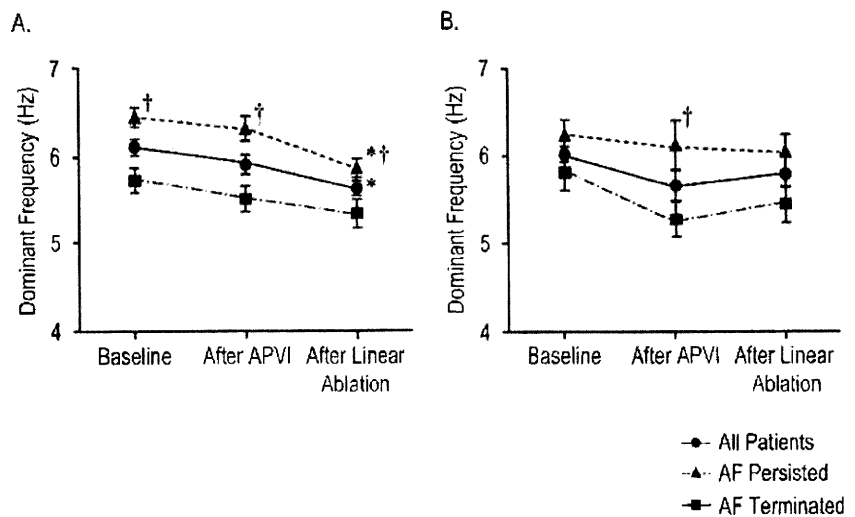 A.
Dominant Frequency (Hz)
7
6
5
4
†
†
*†
*
Baseline
After APVI
After Linear
Ablation
B.
Dominant Frequency (Hz)
7
6
5
4
†
Baseline
After APVI
After Linear
Ablation
All Patients
AF Persisted
AF Terminated